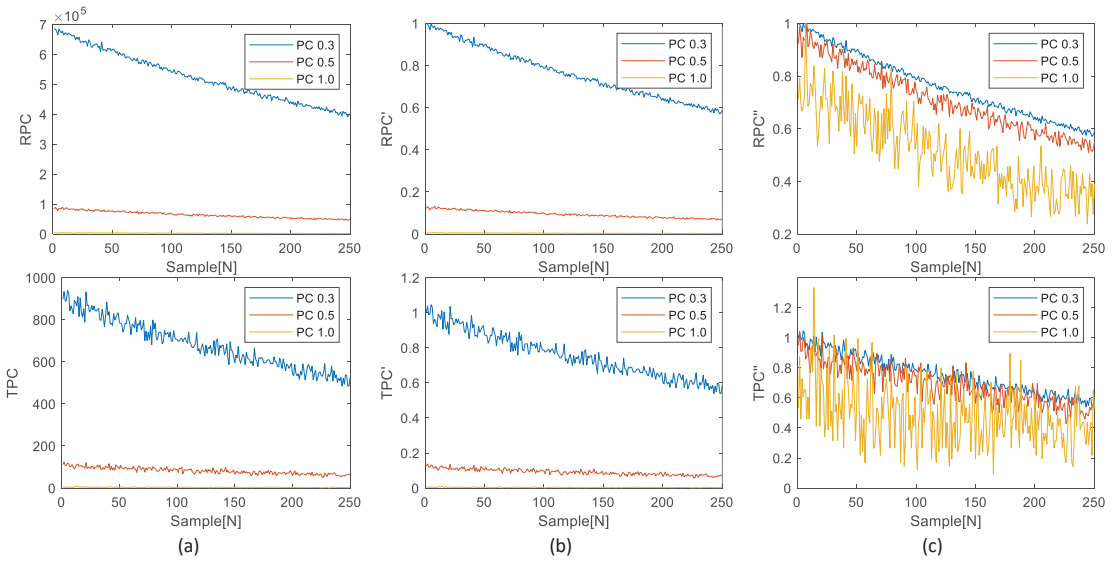 ×10⁵
7
6
5
4
3
2
1
0
RPC
PC 0.3
PC 0.5
PC 1.0
0 50 100 150 200 250
Sample[N]
1
0.8
0.6
0.4
0.2
0
RPC'
PC 0.3
PC 0.5
PC 1.0
0 50 100 150 200 250
Sample[N]
1
0.8
0.6
0.4
0.2
RPC"
PC 0.3
PC 0.5
PC 1.0
0 50 100 150 200 250
Sample[N]
1000
800
600
400
200
0
TPC
PC 0.3
PC 0.5
PC 1.0
0 50 100 150 200 250
Sample[N]
(a)
1.2
1
0.8
0.6
0.4
0.2
0
TPC'
PC 0.3
PC 0.5
PC 1.0
0 50 100 150 200 250
Sample[N]
(b)
1.2
1
0.8
0.6
0.4
0.2
0
TPC"
PC 0.3
PC 0.5
PC 1.0
0 50 100 150 200 250
Sample[N]
(c)